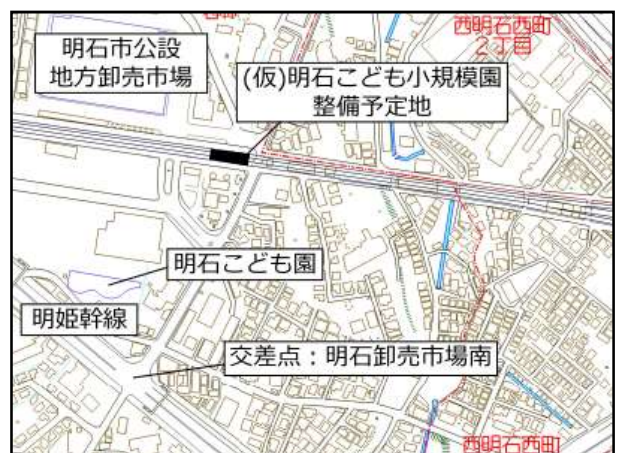 西明石西町
2丁目
明石市公設
地方卸売市場
(仮)明石こども小規模園
整備予定地
明石こども園
明姫幹線
交差点：明石卸売市場南
西明石西町